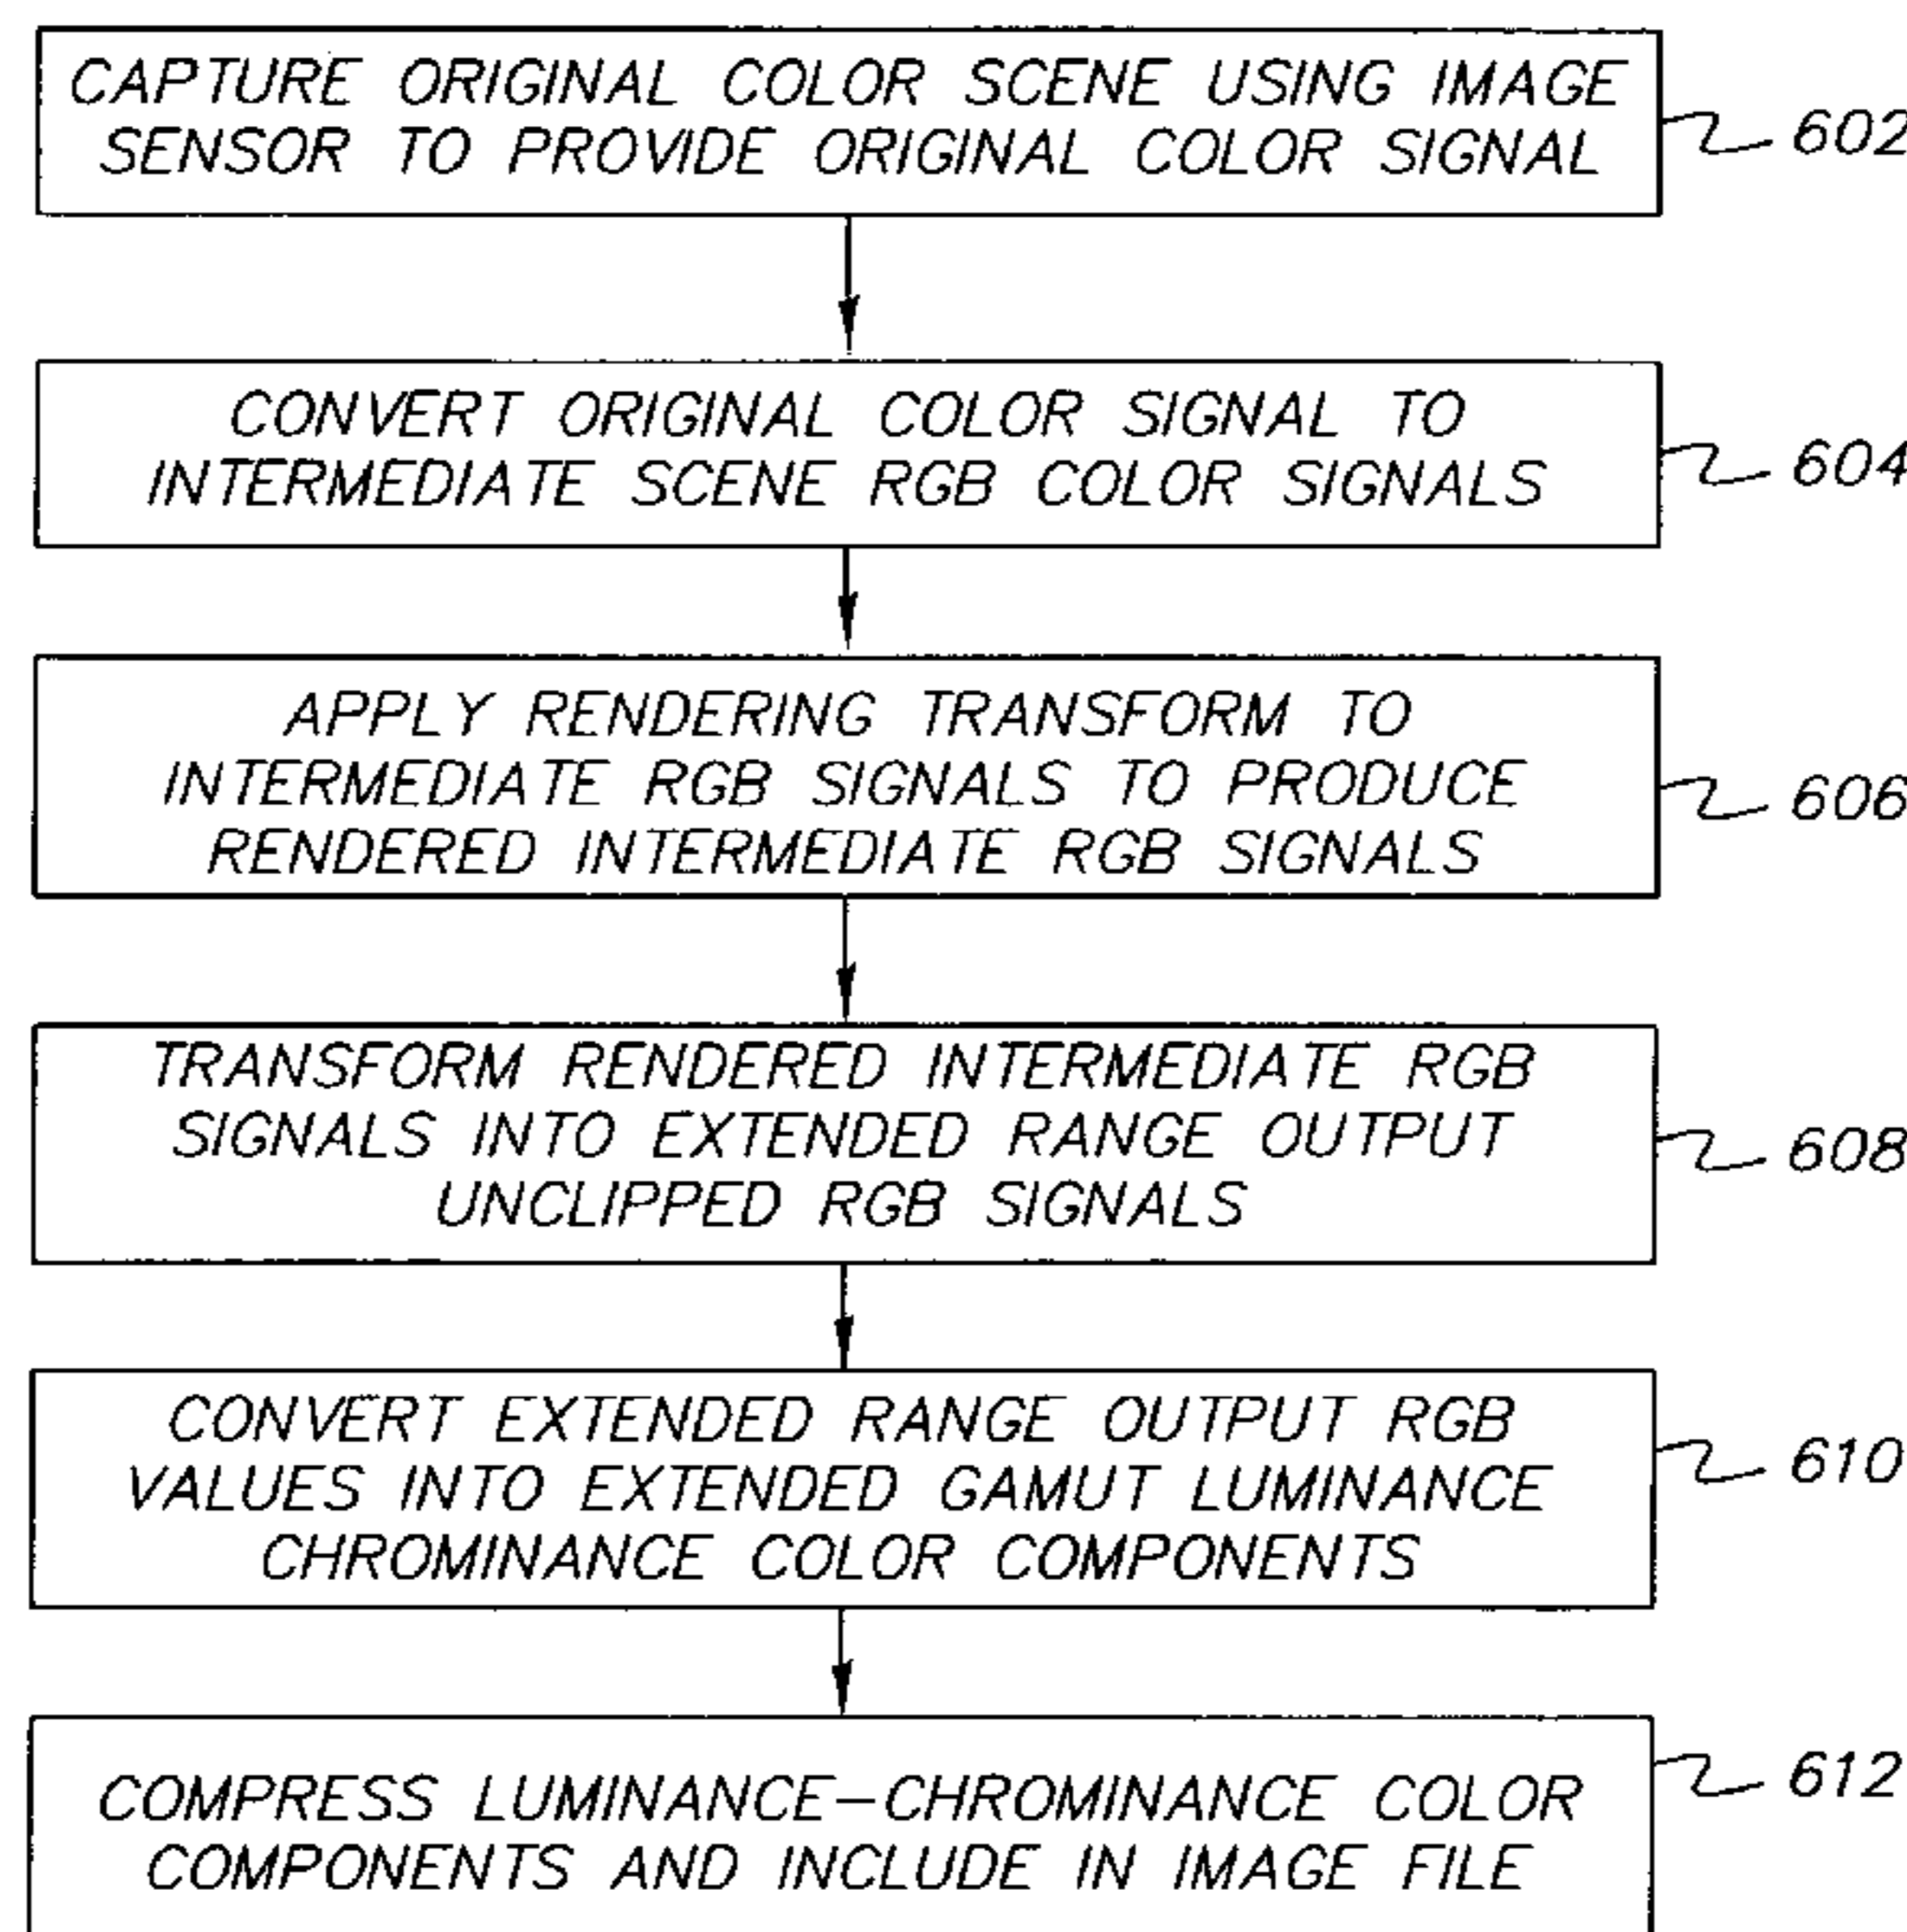 CAPTURE ORIGINAL COLOR SCENE USING IMAGE
SENSOR TO PROVIDE ORIGINAL COLOR SIGNAL
602
CONVERT ORIGINAL COLOR SIGNAL TO
INTERMEDIATE SCENE RGB COLOR SIGNALS
604
APPLY RENDERING TRANSFORM TO
INTERMEDIATE RGB SIGNALS TO PRODUCE
RENDERED INTERMEDIATE RGB SIGNALS
606
TRANSFORM RENDERED INTERMEDIATE RGB
SIGNALS INTO EXTENDED RANGE OUTPUT
UNCLIPPED RGB SIGNALS
608
CONVERT EXTENDED RANGE OUTPUT RGB
VALUES INTO EXTENDED GAMUT LUMINANCE
CHROMINANCE COLOR COMPONENTS
610
COMPRESS LUMINANCE-CHROMINANCE COLOR
COMPONENTS AND INCLUDE IN IMAGE FILE
612